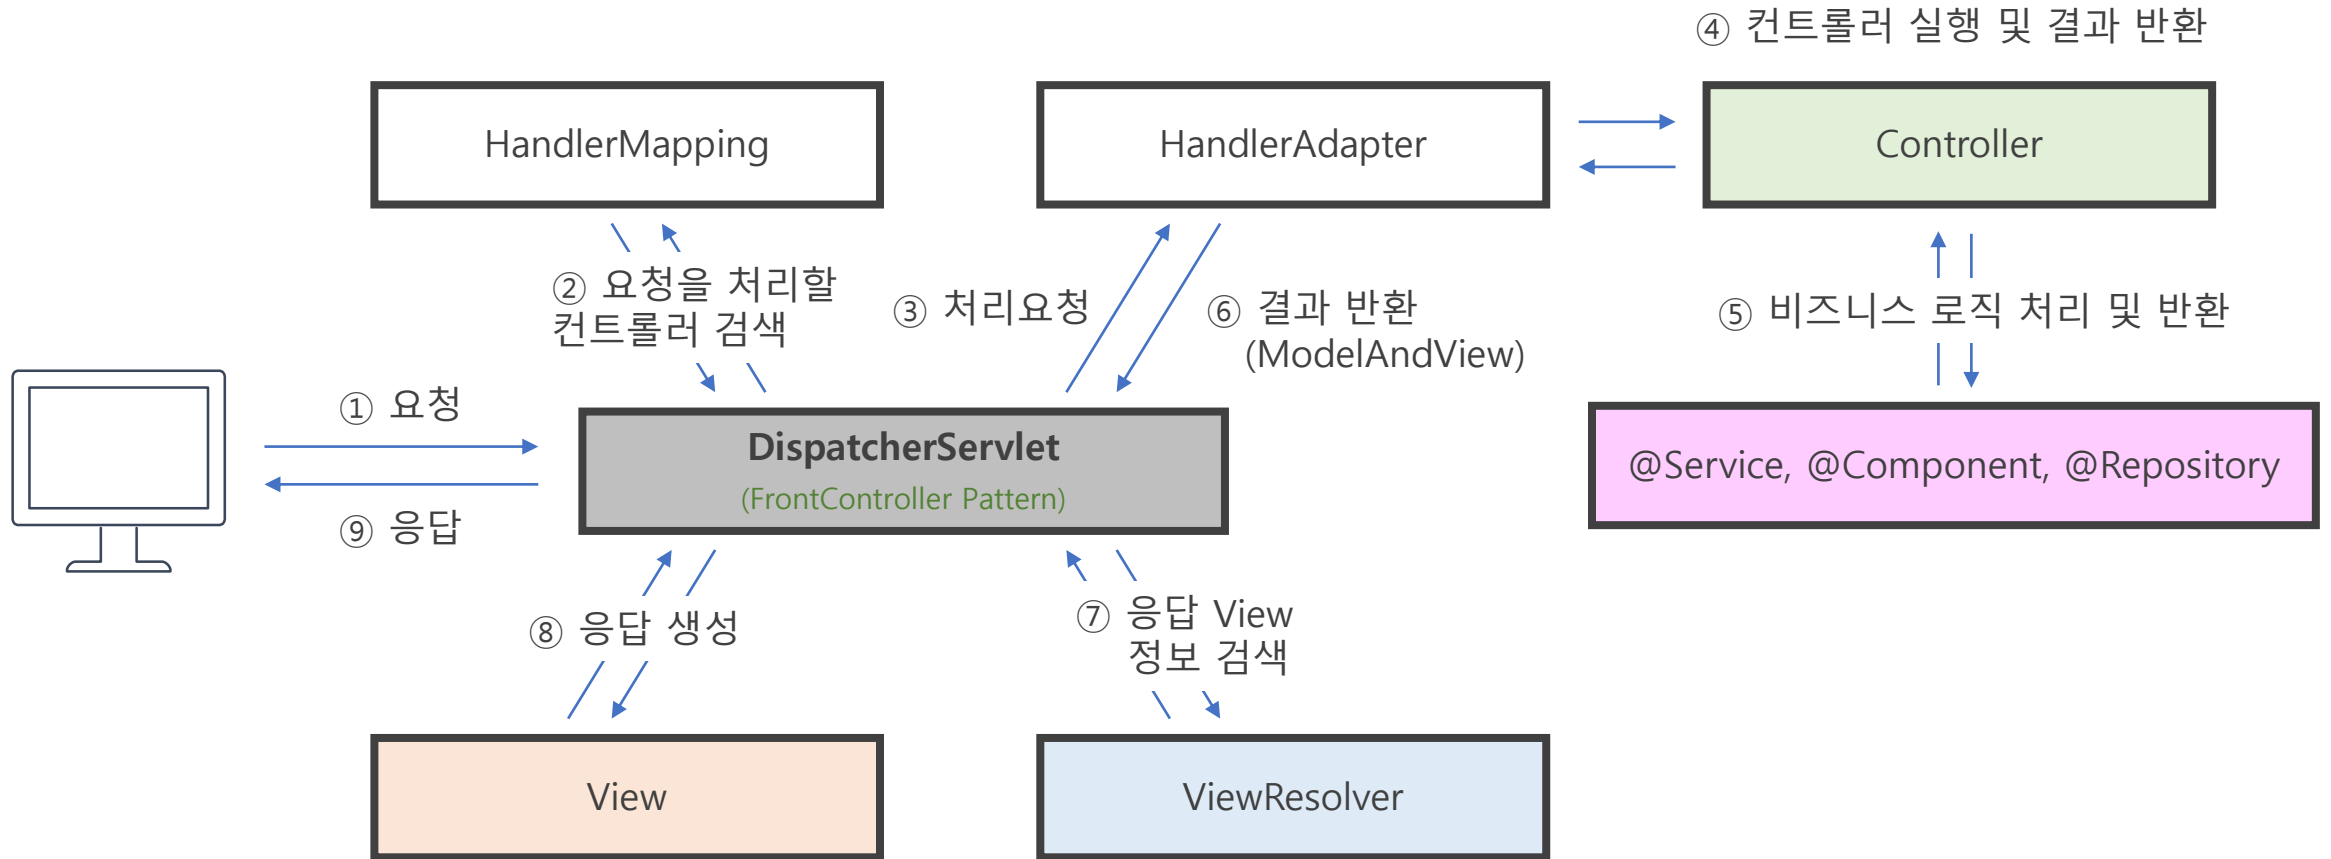 ④ 컨트롤러 실행 및 결과 반환
HandlerMapping
HandlerAdapter
Controller
② 요청을 처리할
컨트롤러 검색
③ 처리요청
⑥ 결과 반환
(ModelAndView)
⑤ 비즈니스 로직 처리 및 반환
① 요청
DispatcherServlet
(FrontController Pattern)
@Service, @Component, @Repository
⑨ 응답
⑧ 응답 생성
⑦ 응답 View
정보 검색
View
ViewResolver